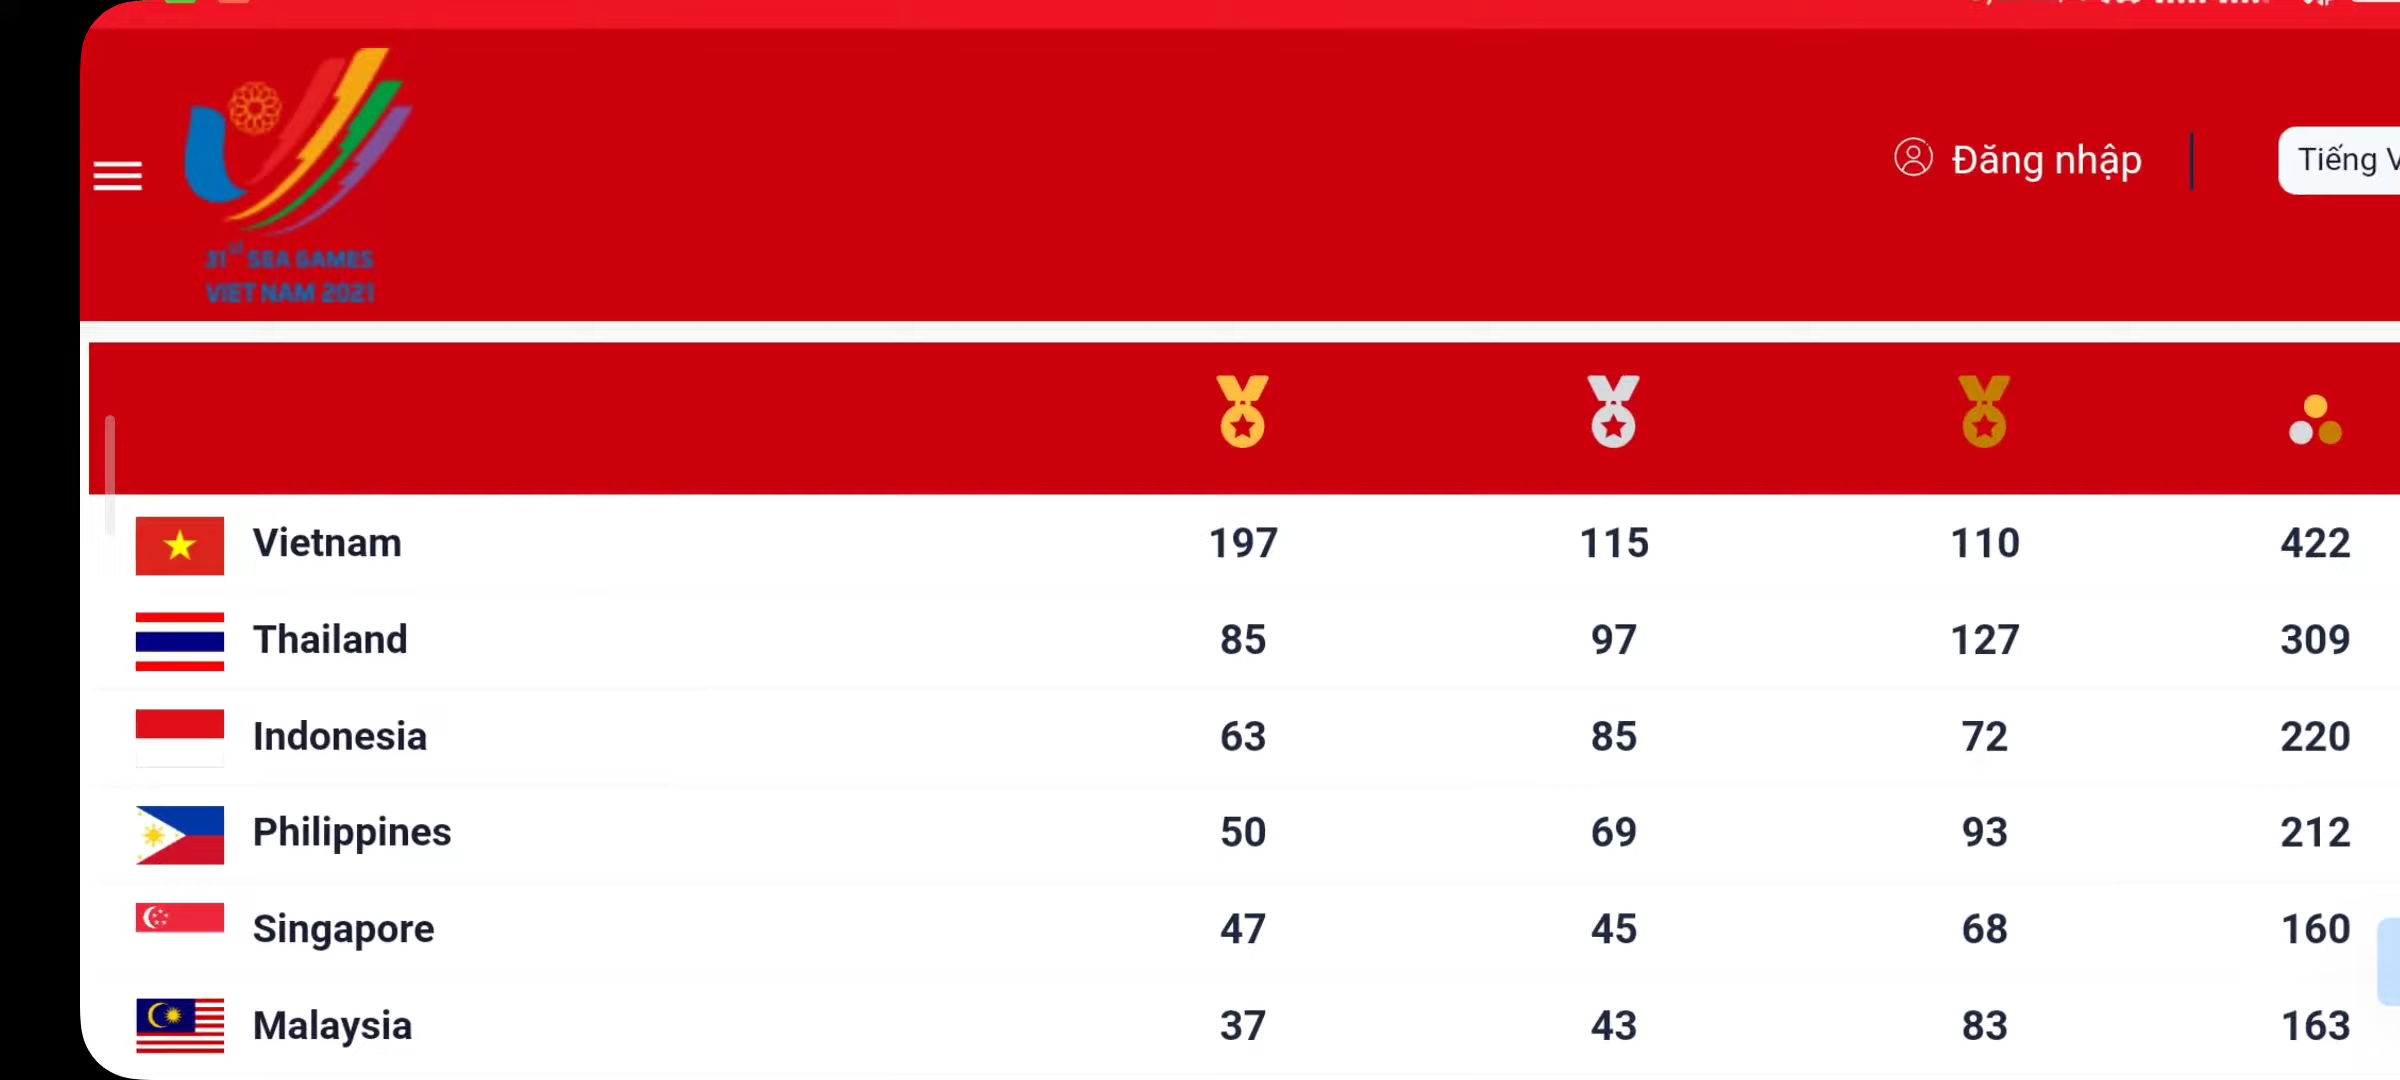 31st SEA GAMES
VIET NAM 2021
Đăng nhập
Tiếng V
Vietnam 197 115 110 422
Thailand 85 97 127 309
Indonesia 63 85 72 220
Philippines 50 69 93 212
Singapore 47 45 68 160
Malaysia 37 43 83 163